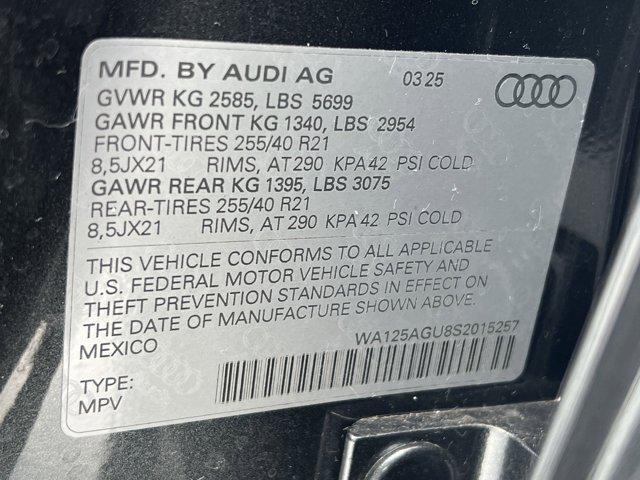 MFD. BY AUDI AG 03 25
GVWR KG 2585, LBS 5699
GAWR FRONT KG 1340, LBS 2954
FRONT-TIRES 255/40 R21
8,5JX21 RIMS, AT 290 KPA 42 PSI COLD
GAWR REAR KG 1395, LBS 3075
REAR-TIRES 255/40 R21
8,5JX21 RIMS, AT 290 KPA 42 PSI COLD
THIS VEHICLE CONFORMS TO ALL APPLICABLE
U.S. FEDERAL MOTOR VEHICLE SAFETY AND
THEFT PREVENTION STANDARDS IN EFFECT ON
THE DATE OF MANUFACTURE SHOWN ABOVE.
MEXICO WA125AGU8S2015257
TYPE:
MPV